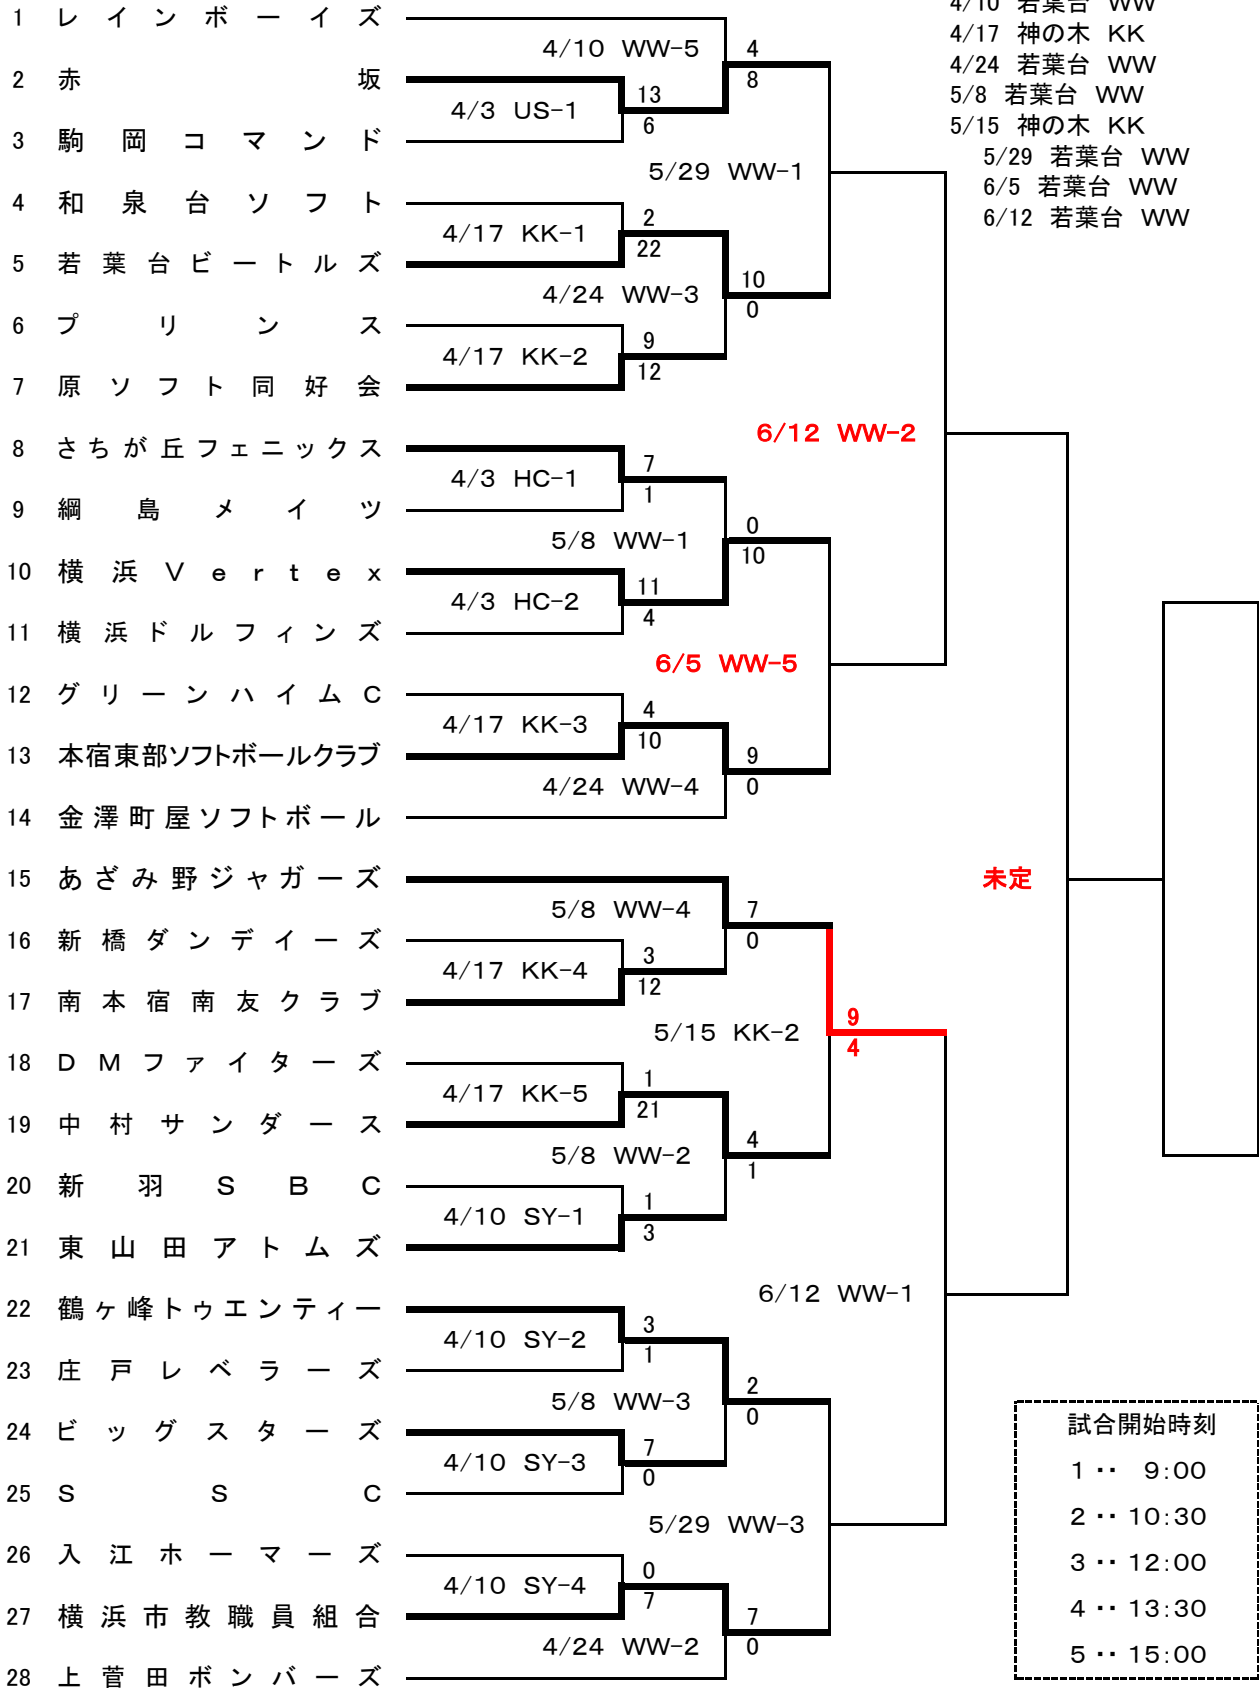 4/10 若葉台 WW
1 レインボーイズ
4/17 神の木 KK
4/10 WW-5 4
4/24 若葉台 WW
2 赤坂 8
13
5/8 若葉台 WW
4/3 US-1
6
5/15 神の木 KK
3 駒岡コマンド
5/29 若葉台 WW
5/29 WW-1
6/5 若葉台 WW
4 和泉台ソフト
6/12 若葉台 WW
2
4/17 KK-1
22
5 若葉台ビートルズ
10
4/24 WW-3
0
6 プリンス
9
4/17 KK-2
12
7 原ソフト同好会
6/12 WW-2
8 さちが丘フェニックス
7
4/3 HC-1
1
9 綱島メイツ
0
5/8 WW-1
10
10 横浜Vertex
11
4/3 HC-2
4
11 横浜ドルフィンズ
6/5 WW-5
12 グリーンハイムC
4
4/17 KK-3
10
13 本宿東部ソフトボールクラブ
9
4/24 WW-4
0
14 金澤町屋ソフトボール
15 あざみ野ジャガーズ
未定
5/8 WW-4 7
0
16 新橋ダンデイーズ
3
4/17 KK-4
12
17 南本宿南友クラブ
9
5/15 KK-2
4
18 DMファイターズ
1
4/17 KK-5
21
19 中村サンダース
4
5/8 WW-2
1
20 新羽SBC
1
4/10 SY-1
3
21 東山田アトムズ
6/12 WW-1
22 鶴ヶ峰トゥエンティー
3
4/10 SY-2
1
23 庄戸レベラーズ
2
5/8 WW-3
0
24 ビッグスターズ
7
4/10 SY-3
0
25 SSC
5/29 WW-3
26 入江ホーマーズ
0
4/10 SY-4
7
27 横浜市教職員組合
7
4/24 WW-2
0
28 上菅田ボンバーズ
試合開始時刻
1 ‥ 9:00
2 ‥ 10:30
3 ‥ 12:00
4 ‥ 13:30
5 ‥ 15:00